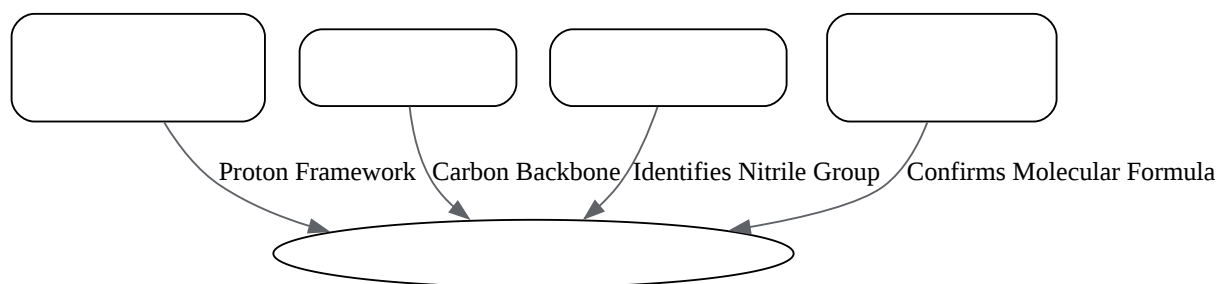 Proton Framework
Carbon Backbone
Identifies Nitrile Group
Confirms Molecular Formula